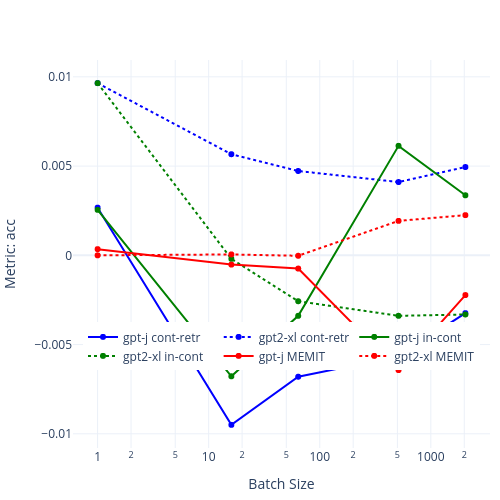 0.01
0.005
0
−0.005
−0.01
Metric: acc
gpt-j cont-retr gpt2-xl cont-retr gpt-j in-cont
gpt2-xl in-cont gpt-j MEMIT gpt2-xl MEMIT
1 2 5 10 2 5 100 2 5 1000 2
Batch Size